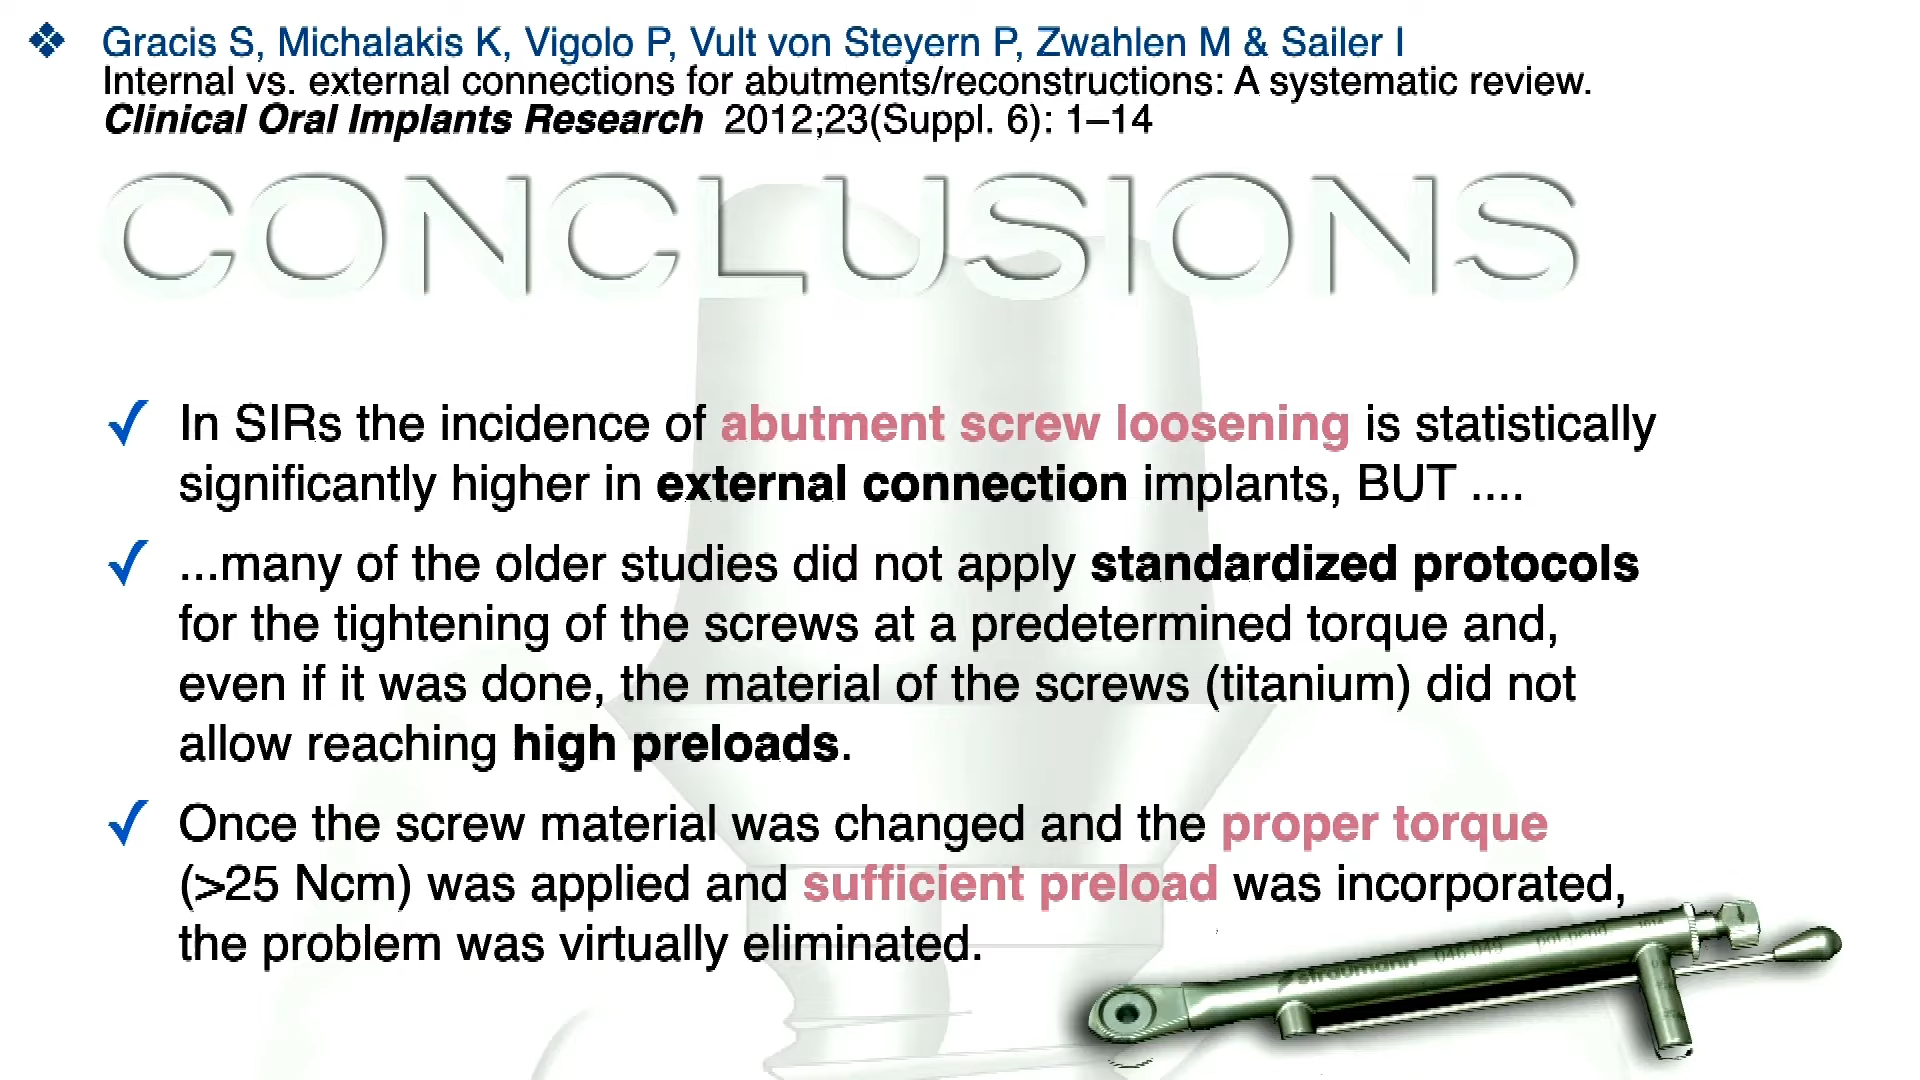 ❖ Gracis S, Michalakis K, Vigolo P, Vult von Steyern P, Zwahlen M & Sailer I
Internal vs. external connections for abutments/reconstructions: A systematic review.
Clinical Oral Implants Research 2012;23(Suppl. 6): 1–14
CONCLUSIONS
✓ In SIRs the incidence of abutment screw loosening is statistically
significantly higher in external connection implants, BUT ....
✓ ...many of the older studies did not apply standardized protocols
for the tightening of the screws at a predetermined torque and,
even if it was done, the material of the screws (titanium) did not
allow reaching high preloads.
✓ Once the screw material was changed and the proper torque
(>25 Ncm) was applied and sufficient preload was incorporated,
the problem was virtually eliminated.
straumann 046.049